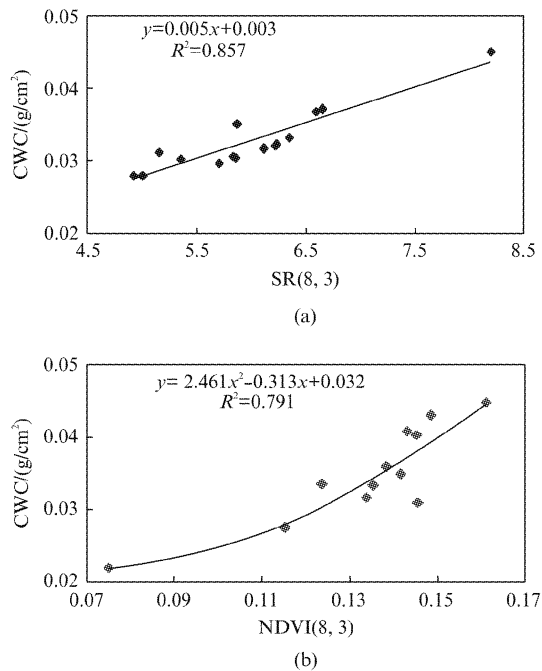 0.05
y=0.005x+0.003
R²=0.857
0.04
CWC/(g/cm²)
0.03
0.02
4.5 5.5 6.5 7.5 8.5
SR(8, 3)
(a)
0.05
y= 2.461x²-0.313x+0.032
R²=0.791
0.04
CWC/(g/cm²)
0.03
0.02
0.07 0.09 0.11 0.13 0.15 0.17
NDVI(8, 3)
(b)